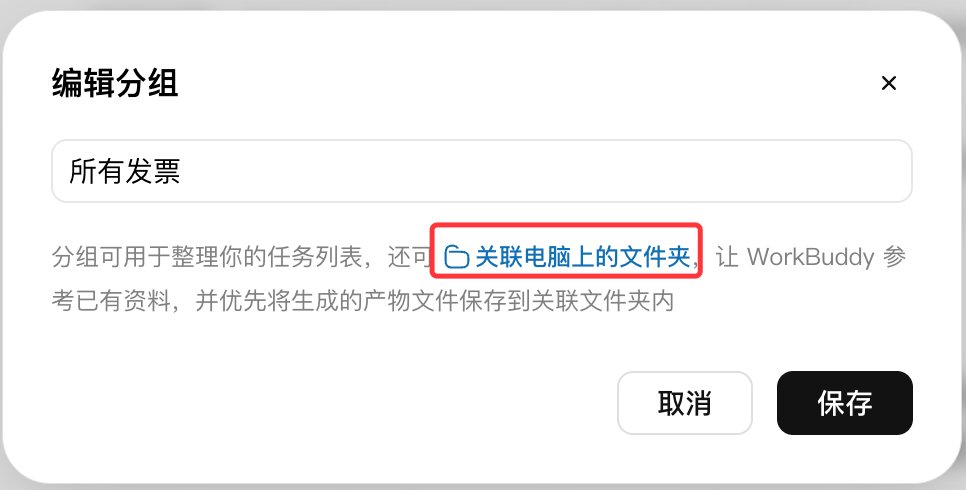 编辑分组
所有发票
分组可用于整理你的任务列表，还可 关联电脑上的文件夹，让 WorkBuddy 参
考已有资料，并优先将生成的产物文件保存到关联文件夹内
取消
保存